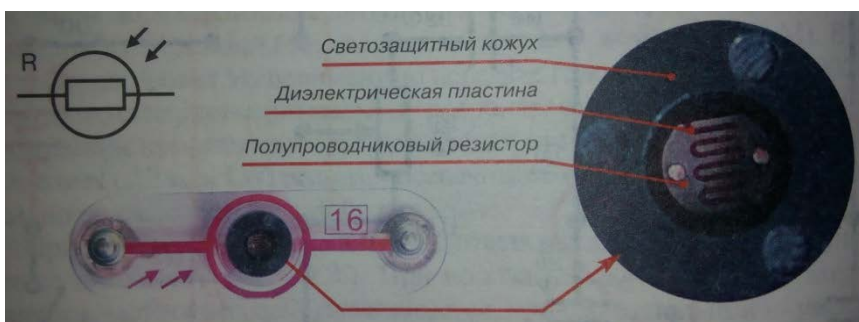 R
Светозащитный кожух
Диэлектрическая пластина
Полупроводниковый резистор
16